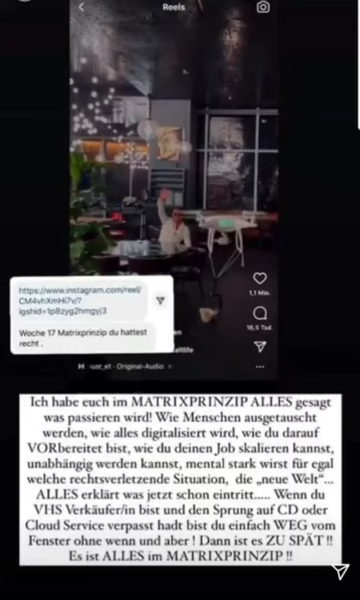 Reels
1,1 Mio.
16,5 Tsd.
https://www.instagram.com/reel/
CM4vhXmHi7v/?
igshid=1p8zyg2hmgyj3
Woche 17 Matrixprinzip du hattest
recht .
Original-Audio
Ich habe euch im MATRIXPRINZIP ALLES gesagt
was passieren wird! Wie Menschen ausgetauscht
werden, wie alles digitalisiert wird, wie du darauf
VORbereitet bist, wie du deinen Job skalieren kannst,
unabhängig werden kannst, mental stark wirst für egal
welche rechtsverletzende Situation, die „neue Welt"...
ALLES erklärt was jetzt schon eintritt..... Wenn du
VHS Verkäufer/in bist und den Sprung auf CD oder
Cloud Service verpasst hadt bist du einfach WEG vom
Fenster ohne wenn und aber ! Dann ist es ZU SPÄT !!
Es ist ALLES im MATRIXPRINZIP !!